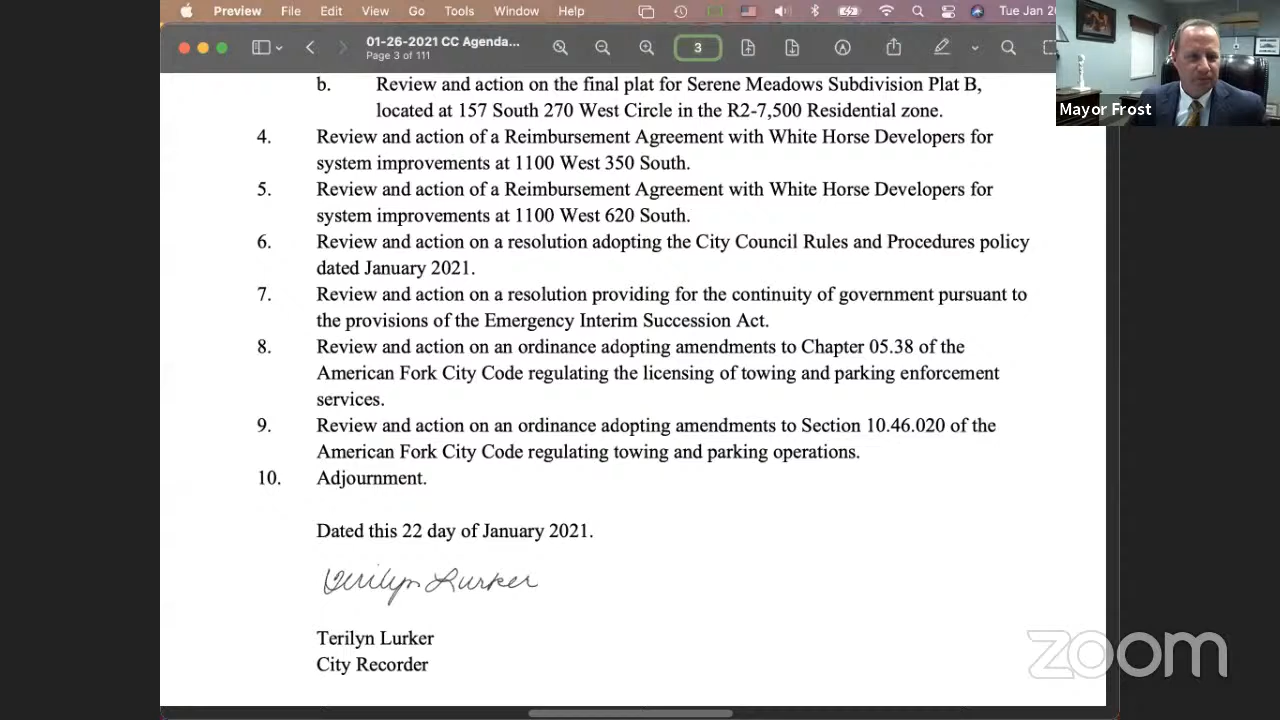 Preview File Edit View Go Tools Window Help Tue Jan 2
01-26-2021 CC Agenda...
Page 3 of 111
3
Mayor Frost
b. Review and action on the final plat for Serene Meadows Subdivision Plat B,
located at 157 South 270 West Circle in the R2-7,500 Residential zone.
4. Review and action of a Reimbursement Agreement with White Horse Developers for
system improvements at 1100 West 350 South.
5. Review and action of a Reimbursement Agreement with White Horse Developers for
system improvements at 1100 West 620 South.
6. Review and action on a resolution adopting the City Council Rules and Procedures policy
dated January 2021.
7. Review and action on a resolution providing for the continuity of government pursuant to
the provisions of the Emergency Interim Succession Act.
8. Review and action on an ordinance adopting amendments to Chapter 05.38 of the
American Fork City Code regulating the licensing of towing and parking enforcement
services.
9. Review and action on an ordinance adopting amendments to Section 10.46.020 of the
American Fork City Code regulating towing and parking operations.
10. Adjournment.
Dated this 22 day of January 2021.
Terilyn Lurker
Terilyn Lurker
City Recorder
zoom